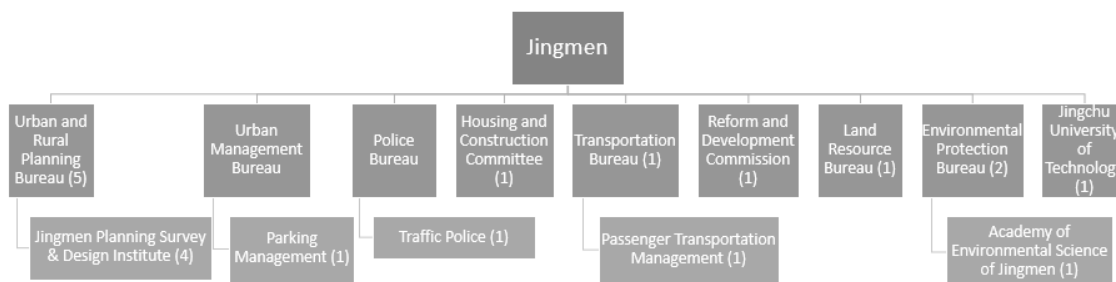 Jingmen
Urban and
Rural
Planning
Bureau (5)
Urban
Management
Bureau
Police
Bureau
Housing and
Construction
Committee
(1)
Transportation
Bureau (1)
Reform and
Development
Commission
(1)
Land
Resource
Bureau (1)
Environmental
Protection
Bureau (2)
Jingchu
University
of
Technolog
(1)
Jingmen Planning Survey
& Design Institute (4)
Parking
Management (1)
Traffic Police (1)
Passenger Transportation
Management (1)
Academy of
Environmental Science
of Jingmen (1)